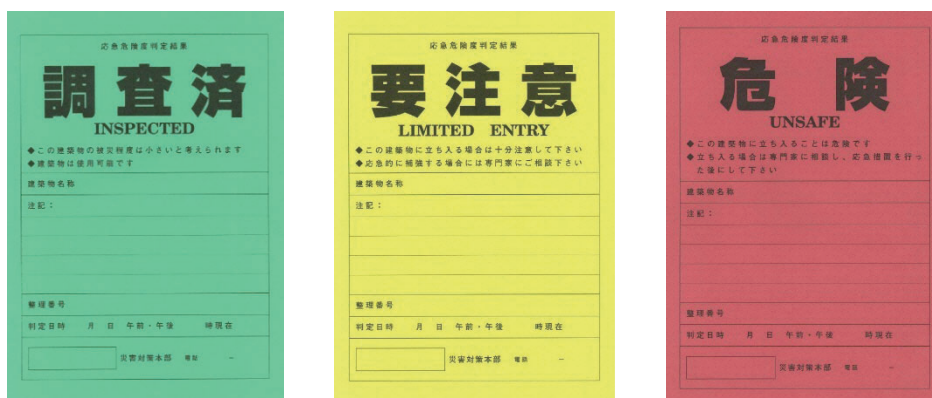 応急危険度判定結果
調査済
INSPECTED
◆この建築物の被災程度は小さいと考えられます
◆建築物は使用可能です
建築物名称
注記：
整理番号
判定日時 月 日 午前・午後 時現在
災害対策本部 電話 −
応急危険度判定結果
要注意
LIMITED ENTRY
◆この建築物に立ち入る場合は十分注意して下さい
◆応急的に補強する場合には専門家にご相談下さい
建築物名称
注記：
整理番号
判定日時 月 日 午前・午後 時現在
災害対策本部 電話 −
応急危険度判定結果
危険
UNSAFE
◆この建築物に立ち入ることは危険です
◆立ち入る場合は専門家に相談し、応急措置を行っ
た後にして下さい
建築物名称
注記：
整理番号
判定日時 月 日 午前・午後 時現在
災害対策本部 電話 −